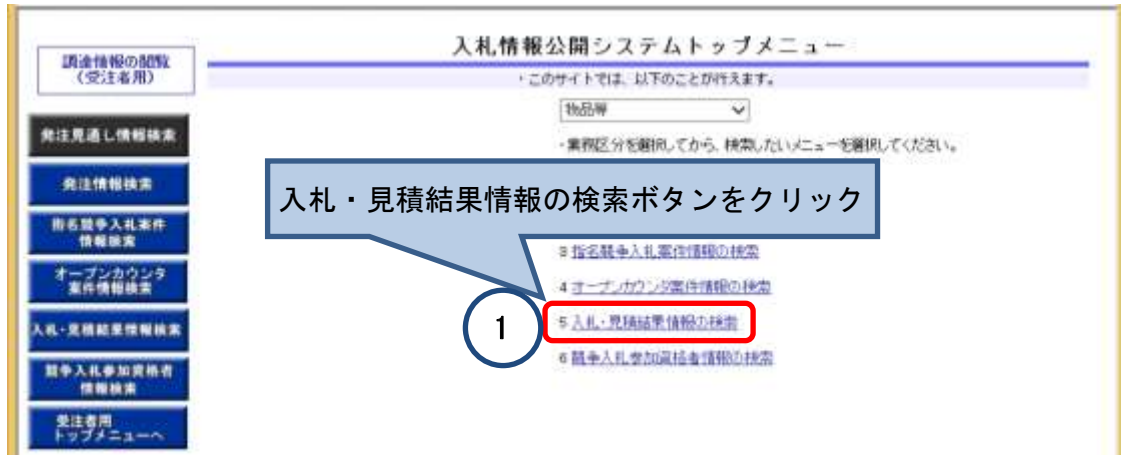 調達情報の閲覧
（受注者用）
発注見通し情報検索
発注情報検索
指名競争入札案件
情報検索
オープンカウンタ
案件情報検索
入札・見積結果情報検索
競争入札参加資格者
情報検索
受注者用
トップメニューへ
入札情報公開システムトップメニュー
・このサイトでは、以下のことが行えます。
物品等
・業務区分を選択してから、検索したいメニューを選択してください。
入札・見積結果情報の検索ボタンをクリック
3 指名競争入札案件情報の検索
4 オープンカウンタ案件情報の検索
1
5 入札・見積結果情報の検索
6 競争入札参加資格者情報の検索